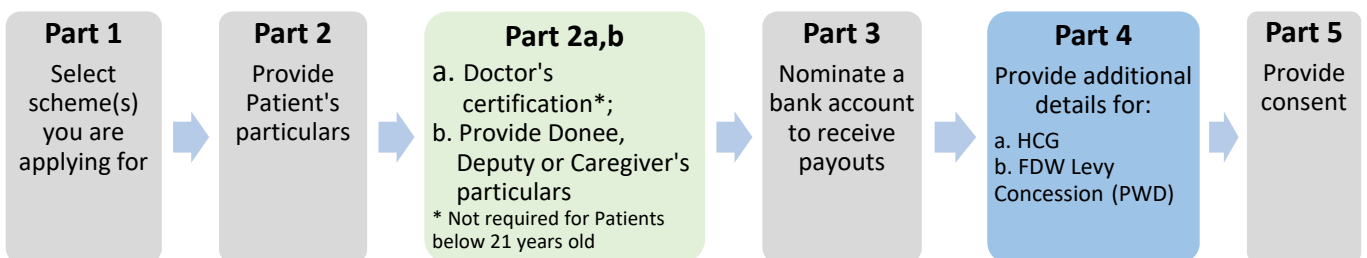 Part 1
Select
scheme(s)
you are
applying for
Part 2
Provide
Patient's
particulars
Part 2a,b
a. Doctor's
certification*;
b. Provide Donee,
Deputy or Caregiver's
particulars
* Not required for Patients
below 21 years old
Part 3
Nominate a
bank account
to receive
payouts
Part 4
Provide additional
details for:
a. HCG
b. FDW Levy
Concession (PWD)
Part 5
Provide
consent